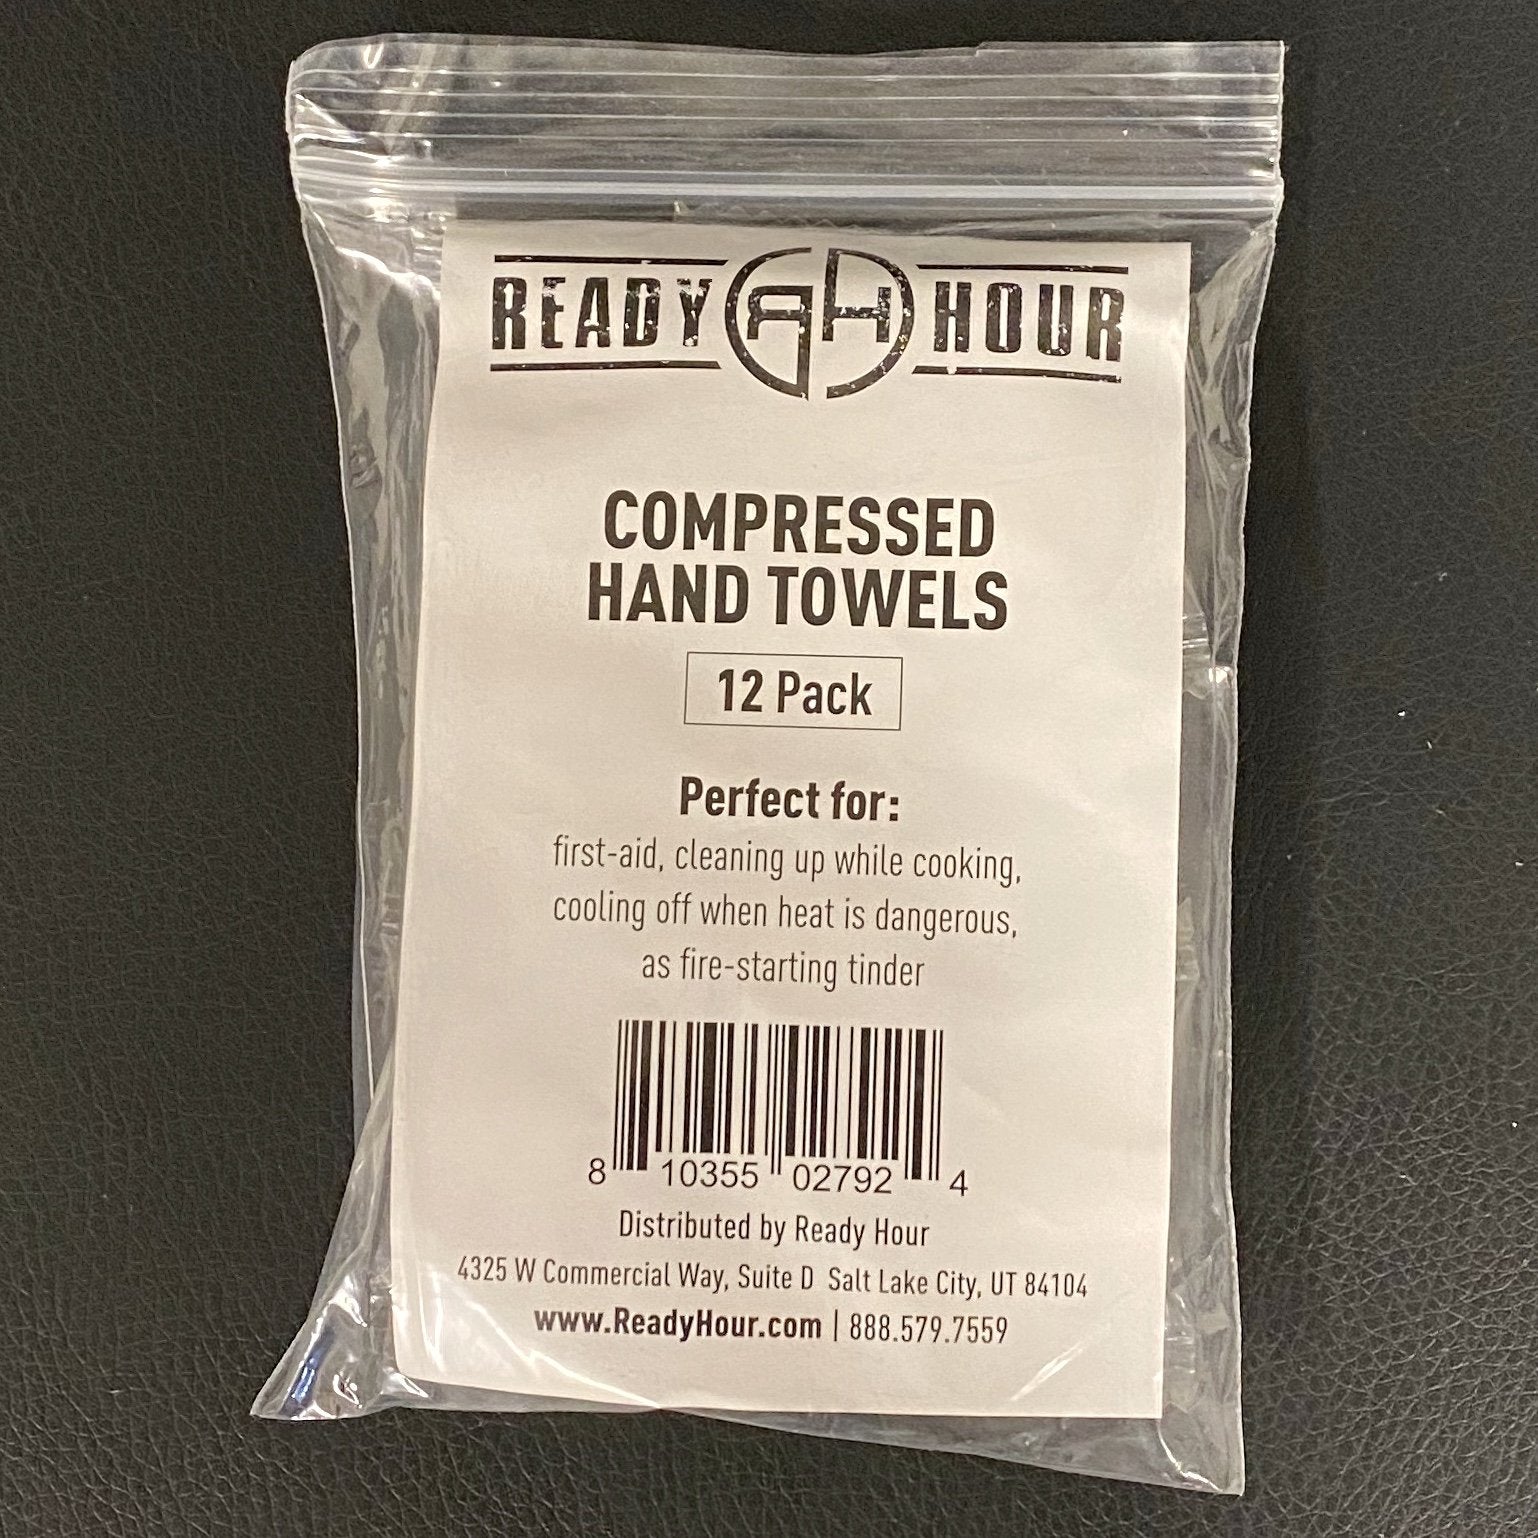 READY RH HOUR
COMPRESSED
HAND TOWELS
12 Pack
Perfect for:
first-aid, cleaning up while cooking,
cooling off when heat is dangerous,
as fire-starting tinder
8 10355 02792 4
Distributed by Ready Hour
4325 W Commercial Way, Suite D Salt Lake City, UT 84104
www.ReadyHour.com | 888.579.7559